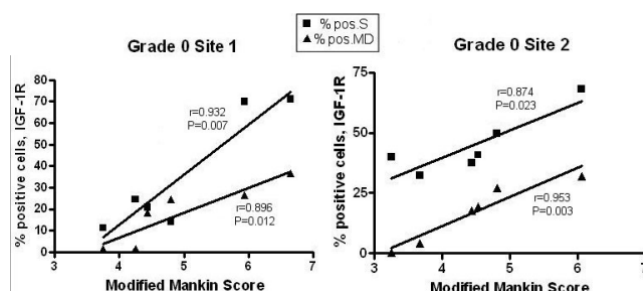 ■ % pos.S
▲ % pos.MD
Grade 0 Site 1
% positive cells, IGF-1R
80
70
60
50
40
30
20
10
0
r=0.932
P=0.007
r=0.896
P=0.012
3 4 5 6 7
Modified Mankin Score
Grade 0 Site 2
% positive cells, IGF-1R
75
50
25
0
r=0.874
P=0.023
r=0.953
P=0.003
3 4 5 6 7
Modified Mankin Score